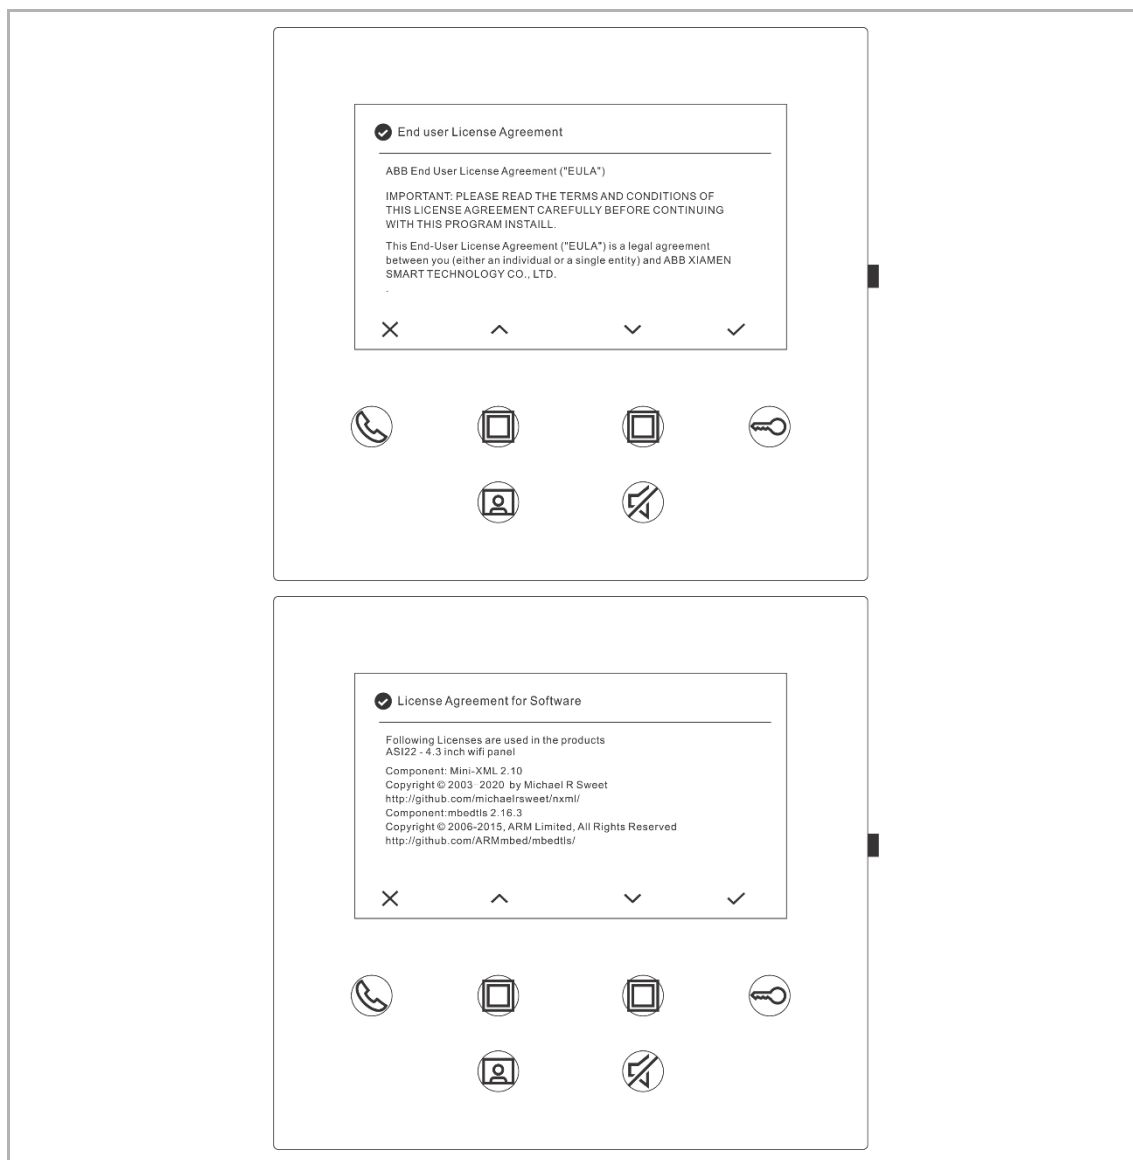 End user License Agreement
ABB End User License Agreement ("EULA")
IMPORTANT: PLEASE READ THE TERMS AND CONDITIONS OF
THIS LICENSE AGREEMENT CAREFULLY BEFORE CONTINUING
WITH THIS PROGRAM INSTAILL.
This End-User License Agreement ("EULA") is a legal agreement
between you (either an individual or a single entity) and ABB XIAMEN
SMART TECHNOLOGY CO., LTD.
.
License Agreement for Software
Following Licenses are used in the products
ASI22 - 4.3 inch wifi panel
Component: Mini-XML 2.10
Copyright © 2003-2020 by Michael R Sweet
http://github.com/michaelrsweet/nxml/
Component:mbedtls 2.16.3
Copyright © 2006-2015, ARM Limited, All Rights Reserved
http://github.com/ARMmbed/mbedtls/